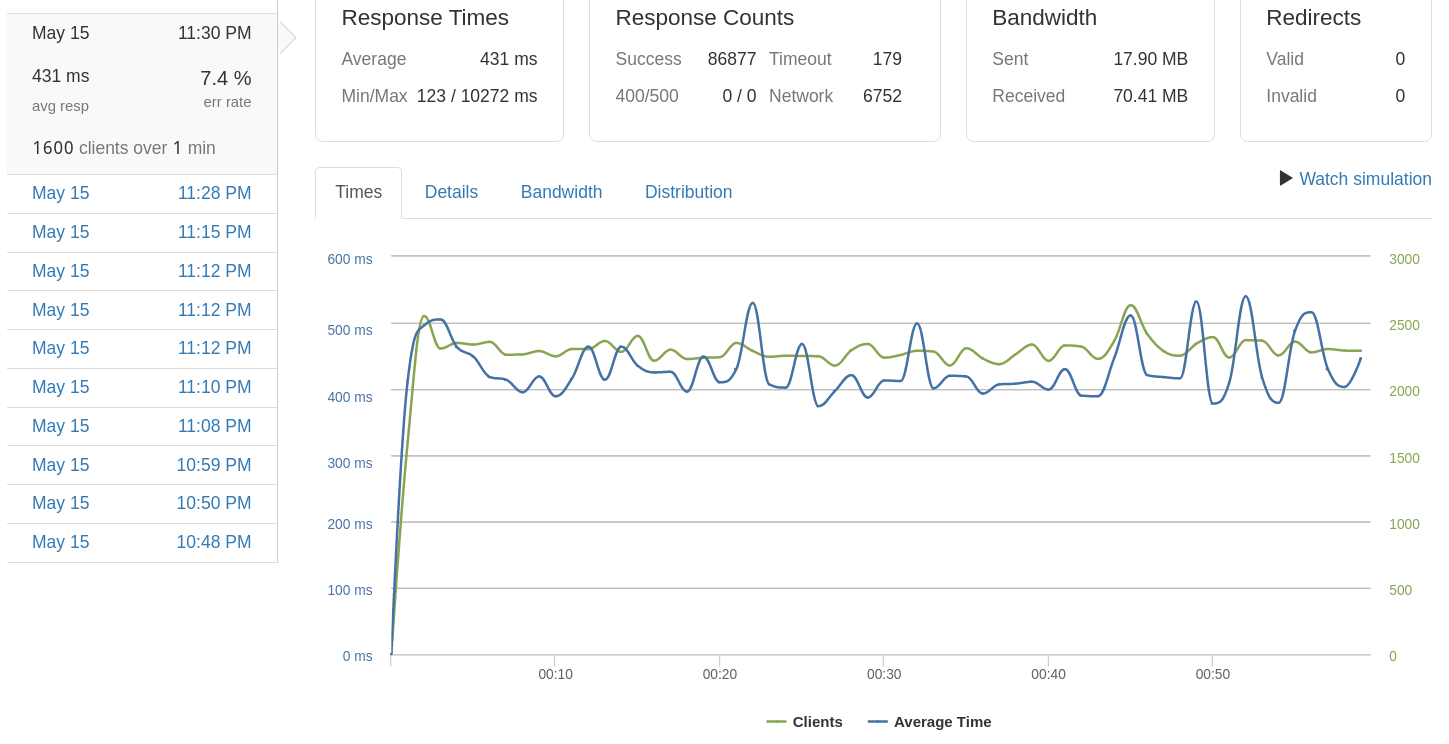 May 15 11:30 PM
431 ms 7.4 %
avg resp err rate
1600 clients over 1 min
May 15 11:28 PM
May 15 11:15 PM
May 15 11:12 PM
May 15 11:12 PM
May 15 11:12 PM
May 15 11:10 PM
May 15 11:08 PM
May 15 10:59 PM
May 15 10:50 PM
May 15 10:48 PM
Response Times
Average 431 ms
Min/Max 123 / 10272 ms
Response Counts
Success 86877 Timeout 179
400/500 0 / 0 Network 6752
Bandwidth
Sent 17.90 MB
Received 70.41 MB
Redirects
Valid 0
Invalid 0
Times Details Bandwidth Distribution
Watch simulation
600 ms 3000
500 ms 2500
400 ms 2000
300 ms 1500
200 ms 1000
100 ms 500
0 ms 0
00:10 00:20 00:30 00:40 00:50
Clients Average Time